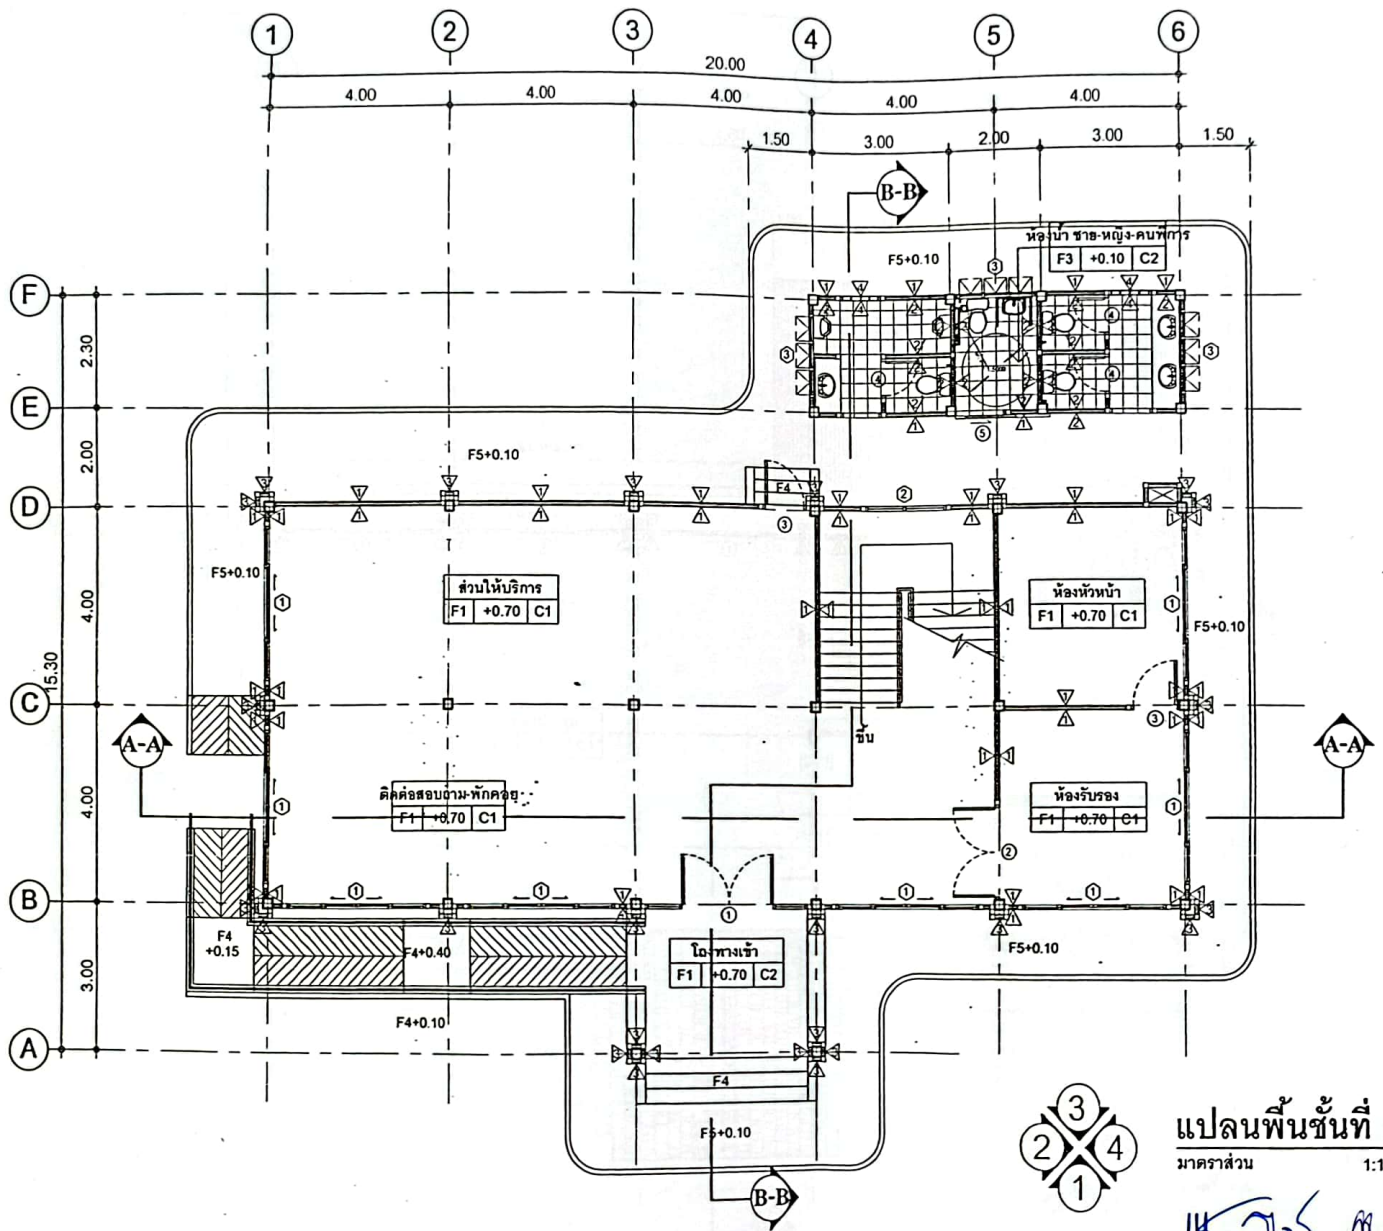 1 2 3 4 5 6
20.00
4.00 4.00 4.00 4.00 4.00
1.50 3.00 2.00 3.00 1.50
B-B
ห้องน้ำ ชาย-หญิง-คนพิการ
F5+0.10 F3 +0.10 C2
F
2.30
E
2.00
F5+0.10
F4
D
F5+0.10
ส่วนให้บริการ
F1 +0.70 C1
ห้องหัวหน้า
F1 +0.70 C1
F5+0.10
4.00
15.30
C
ขึ้น
A-A A-A
ติดต่อสอบถาม-พักคอย
F1 +0.70 C1
ห้องรับรอง
F1 +0.70 C1
4.00
B
F4
+0.15
F4+0.40
โถงทางเข้า
F1 +0.70 C2
F5+0.10
3.00
F4+0.10
A
F4
F5+0.10
B-B
3
2 4
1
แปลนพื้นชั้นที่
มาตราส่วน 1:1